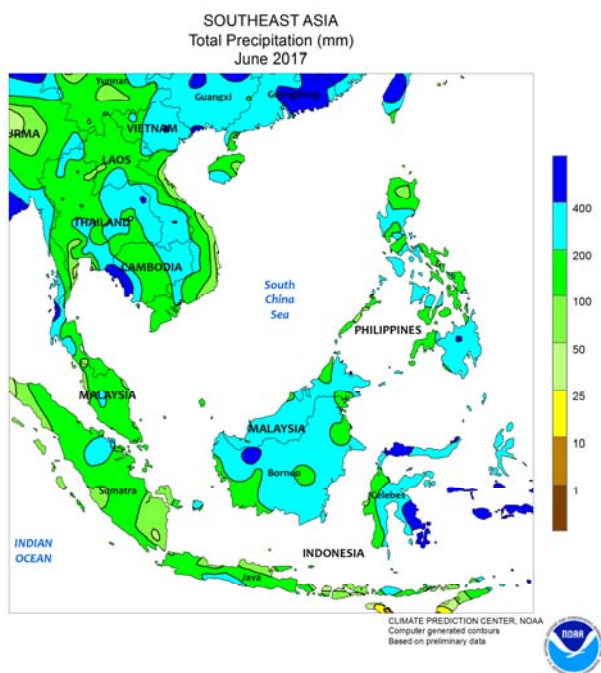 SOUTHEAST ASIA
Total Precipitation (mm)
June 2017
Yunnan
Guangxi
Guangdong
URMA
VIETNAM
LAOS
THAILAND
CAMBODIA
South
China
Sea
PHILIPPINES
MALAYSIA
MALAYSIA
Borneo
Sumatra
Celebes
INDIAN
OCEAN
INDONESIA
Java
400
200
100
50
25
10
1
CLIMATE PREDICTION CENTER, NOAA
Computer generated contours
Based on preliminary data
NOAA